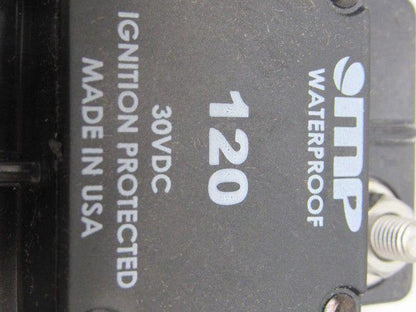 MP
WATERPROOF
120
30VDC
IGNITION PROTECTED
MADE IN USA